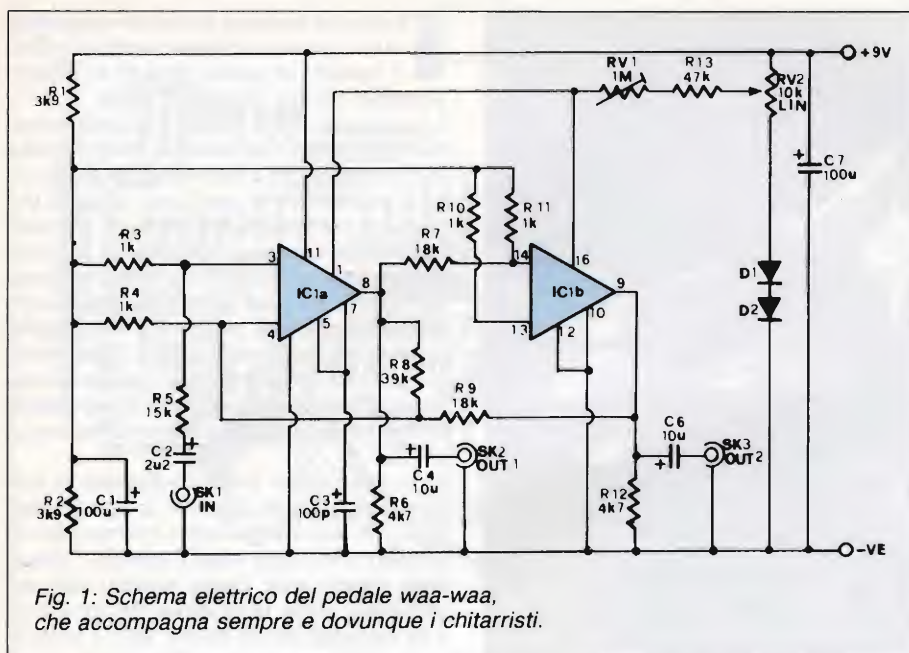 +9V
R1
3k9
RV1
1M
R13
47k
RV2
10k
LIN
C7
100u
+
R10
1k
R11
1k
R3
1k
R7
18k
R4
1k
3
11
1
8
7
5
4
IC1a
14
16
9
10
12
13
IC1b
D1
D2
R5
15k
R8
39k
R9
18k
+
C2
2u2
SK1
IN
R2
3k9
C1
100u
+
C3
100p
+
R6
4k7
+
C4
10u
SK2
OUT 1
R12
4k7
C6
10u
+
SK3
OUT 2
-VE
Fig. 1: Schema elettrico del pedale waa-waa,
che accompagna sempre e dovunque i chitarristi.